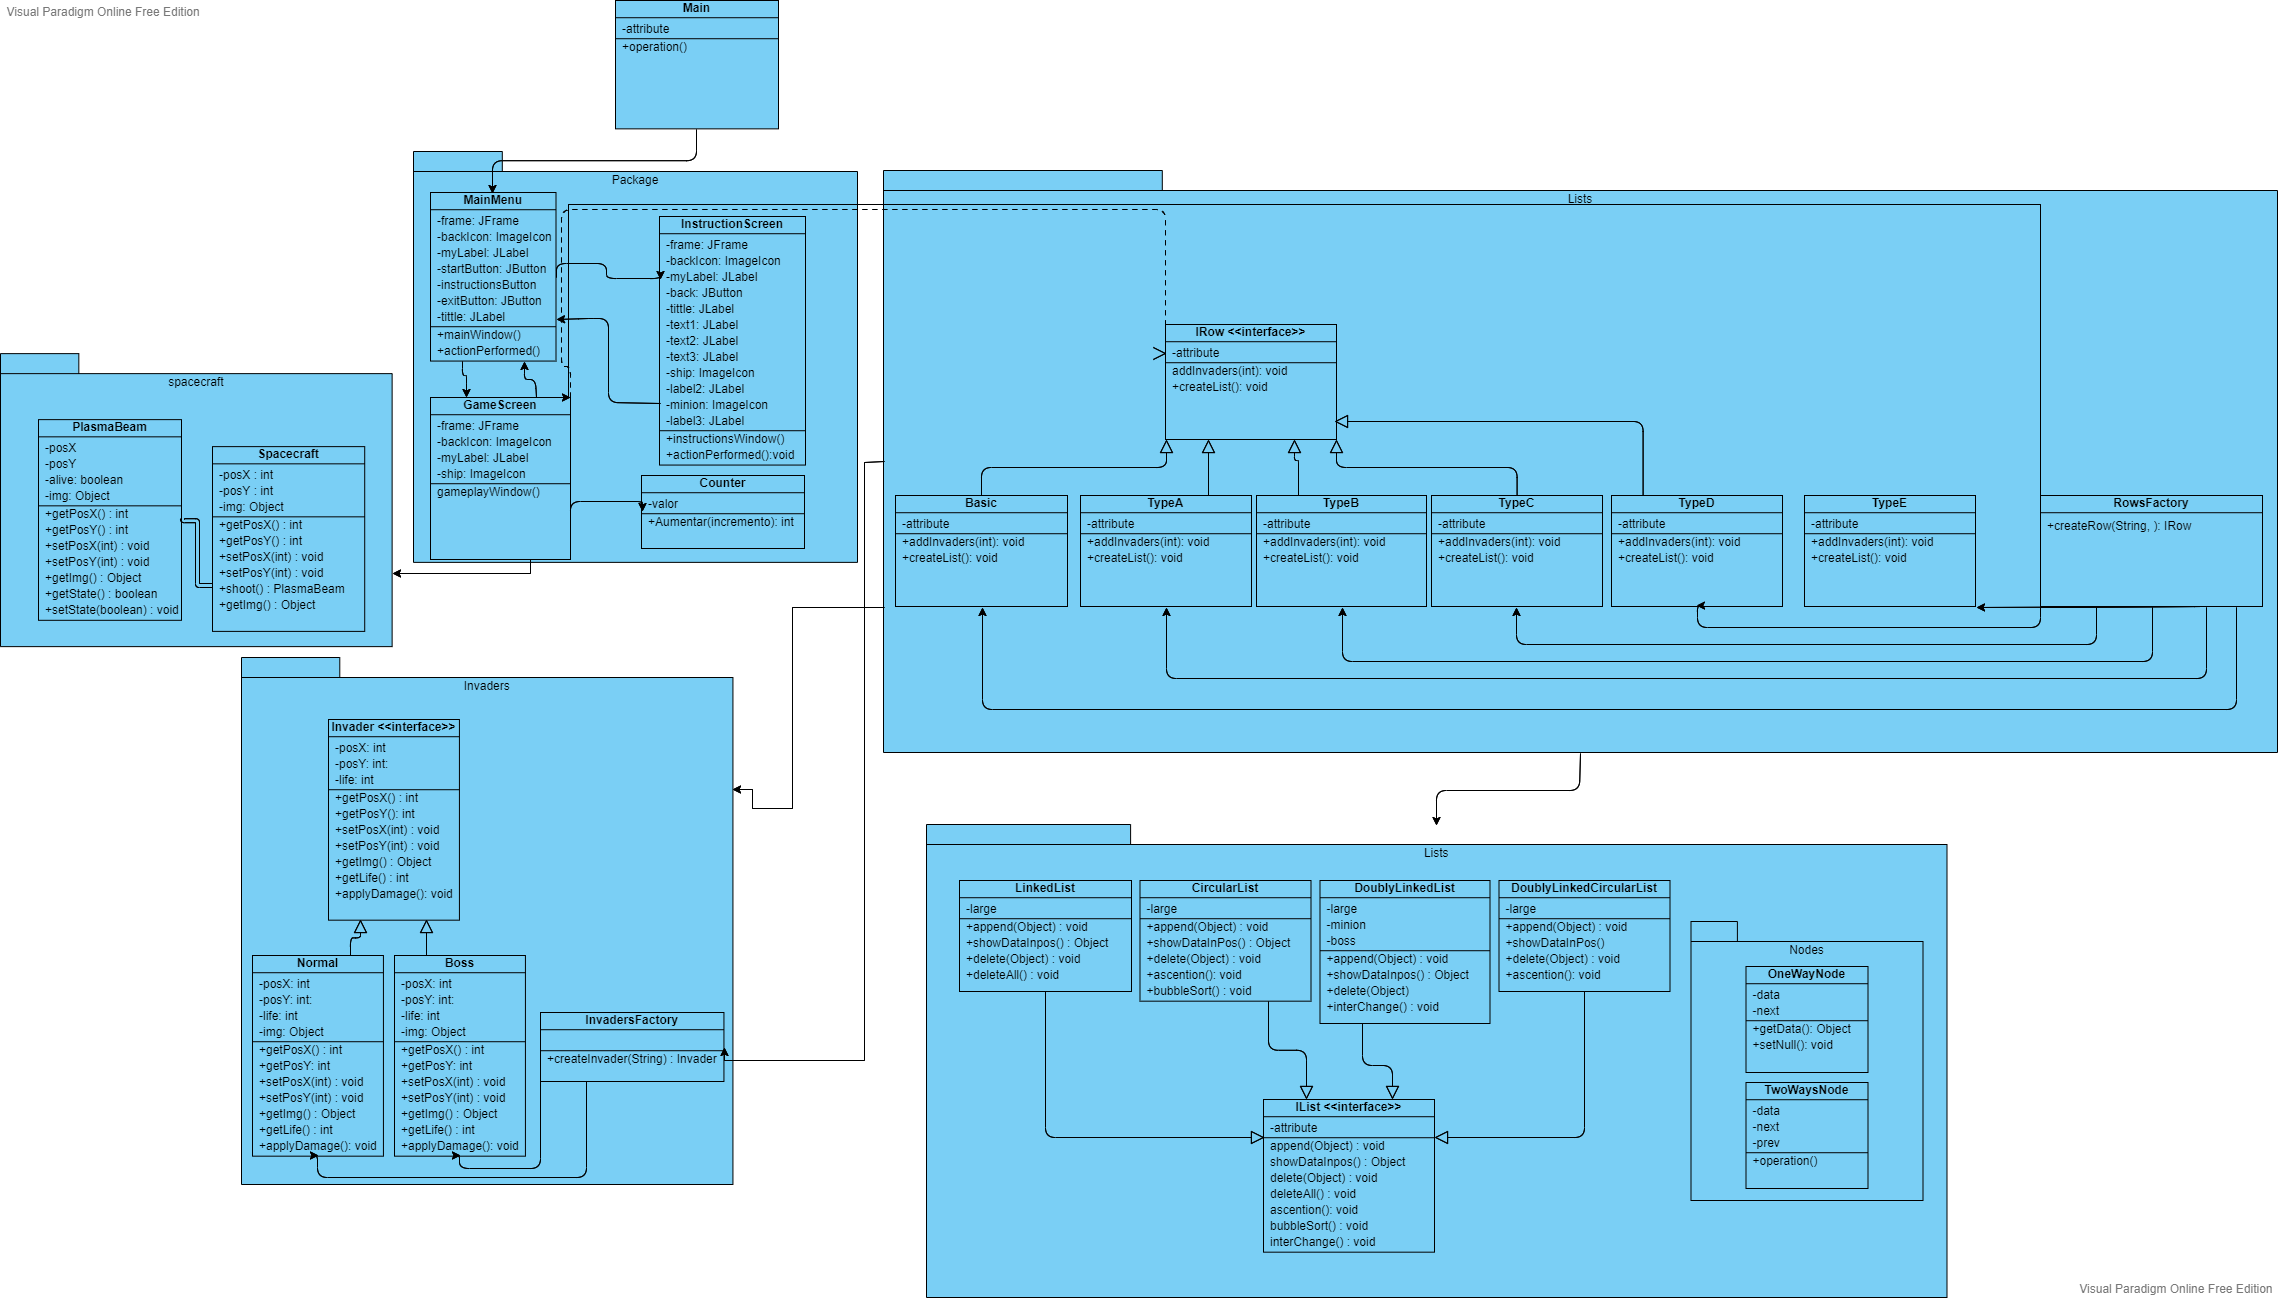 Visual Paradigm Online Free Edition
Main
-attribute
+operation()
Package
MainMenu
-frame: JFrame
-backIcon: ImageIcon
-myLabel: JLabel
-startButton: JButton
-instructionsButton
-exitButton: JButton
-tittle: JLabel
+mainWindow()
+actionPerformed()
InstructionScreen
-frame: JFrame
-backIcon: ImageIcon
-myLabel: JLabel
-back: JButton
-tittle: JLabel
-text1: JLabel
-text2: JLabel
-text3: JLabel
-ship: ImageIcon
-label2: JLabel
-minion: ImageIcon
-label3: JLabel
+instructionsWindow()
+actionPerformed():void
GameScreen
-frame: JFrame
-backIcon: ImageIcon
-myLabel: JLabel
-ship: ImageIcon
gameplayWindow()
Counter
-valor
+Aumentar(incremento): int
spacecraft
PlasmaBeam
-posX
-posY
-alive: boolean
-img: Object
+getPosX() : int
+getPosY() : int
+setPosX(int) : void
+setPosY(int) : void
+getImg() : Object
+getState() : boolean
+setState(boolean) : void
Spacecraft
-posX : int
-posY : int
-img: Object
+getPosX() : int
+getPosY() : int
+setPosX(int) : void
+setPosY(int) : void
+shoot() : PlasmaBeam
+getImg() : Object
Lists
IRow <<interface>>
-attribute
addInvaders(int): void
+createList(): void
Basic
-attribute
+addInvaders(int): void
+createList(): void
TypeA
-attribute
+addInvaders(int): void
+createList(): void
TypeB
-attribute
+addInvaders(int): void
+createList(): void
TypeC
-attribute
+addInvaders(int): void
+createList(): void
TypeD
-attribute
+addInvaders(int): void
+createList(): void
TypeE
-attribute
+addInvaders(int): void
+createList(): void
RowsFactory
+createRow(String, ): IRow
Invaders
Invader <<interface>>
-posX: int
-posY: int:
-life: int
+getPosX() : int
+getPosY(): int
+setPosX(int) : void
+setPosY(int) : void
+getImg() : Object
+getLife() : int
+applyDamage(): void
Normal
-posX: int
-posY: int:
-life: int
-img: Object
+getPosX() : int
+getPosY: int
+setPosX(int) : void
+setPosY(int) : void
+getImg() : Object
+getLife() : int
+applyDamage(): void
Boss
-posX: int
-posY: int:
-life: int
-img: Object
+getPosX() : int
+getPosY: int
+setPosX(int) : void
+setPosY(int) : void
+getImg() : Object
+getLife() : int
+applyDamage(): void
InvadersFactory
+createInvader(String) : Invader
Lists
LinkedList
-large
+append(Object) : void
+showDataInpos() : Object
+delete(Object) : void
+deleteAll() : void
CircularList
-large
+append(Object) : void
+showDataInPos() : Object
+delete(Object) : void
+ascention(): void
+bubbleSort() : void
DoublyLinkedList
-large
-minion
-boss
+append(Object) : void
+showDataInpos() : Object
+delete(Object)
+interChange() : void
DoublyLinkedCircularList
-large
+append(Object) : void
+showDataInPos()
+delete(Object) : void
+ascention() : void
IList <<interface>>
-attribute
append(Object) : void
showDataInpos() : Object
delete(Object) : void
deleteAll() : void
ascention(): void
bubbleSort() : void
interChange() : void
Nodes
OneWayNode
-data
-next
+getData(): Object
+setNull(): void
TwoWaysNode
-data
-next
-prev
+operation()
Visual Paradigm Online Free Edition